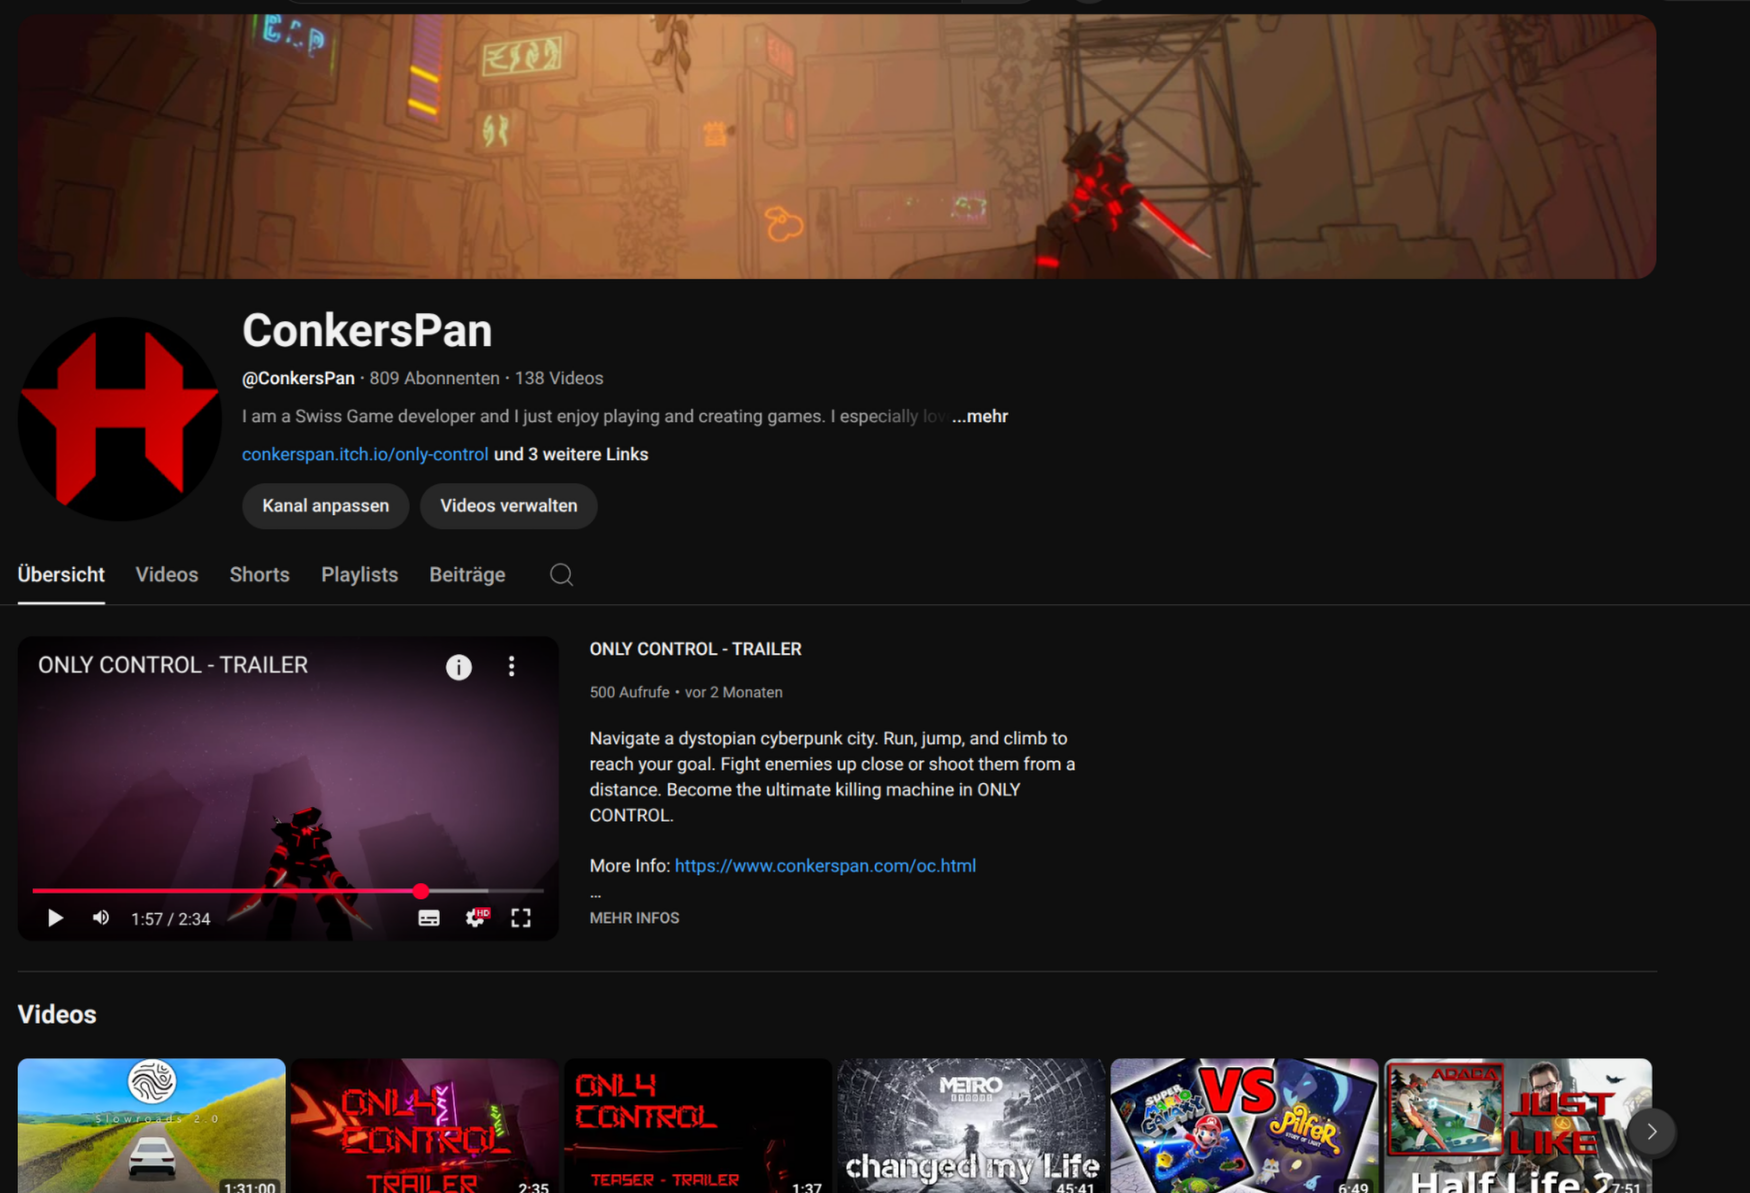 ConkersPan
@ConkersPan · 809 Abonnenten · 138 Videos
I am a Swiss Game developer and I just enjoy playing and creating games. I especially lov ...mehr
conkerspan.itch.io/only-control und 3 weitere Links
Kanal anpassen
Videos verwalten
Übersicht
Videos
Shorts
Playlists
Beiträge
ONLY CONTROL - TRAILER
1:57 / 2:34
HD
ONLY CONTROL - TRAILER
500 Aufrufe · vor 2 Monaten
Navigate a dystopian cyberpunk city. Run, jump, and climb to
reach your goal. Fight enemies up close or shoot them from a
distance. Become the ultimate killing machine in ONLY
CONTROL.
More Info: https://www.conkerspan.com/oc.html
...
MEHR INFOS
Videos
Slowroads 2.0
1:31:00
ONLY
CONTROL
TRAILER
2:35
ONLY
CONTROL
TEASER - TRAILER
1:37
METRO
EXODUS
changed my Life
45:41
SUPER
MARIO
GALAXY
VS
Pilfer
STORY OF LIGHT
6:49
JUST
LIKE
Half Life 2
7:51